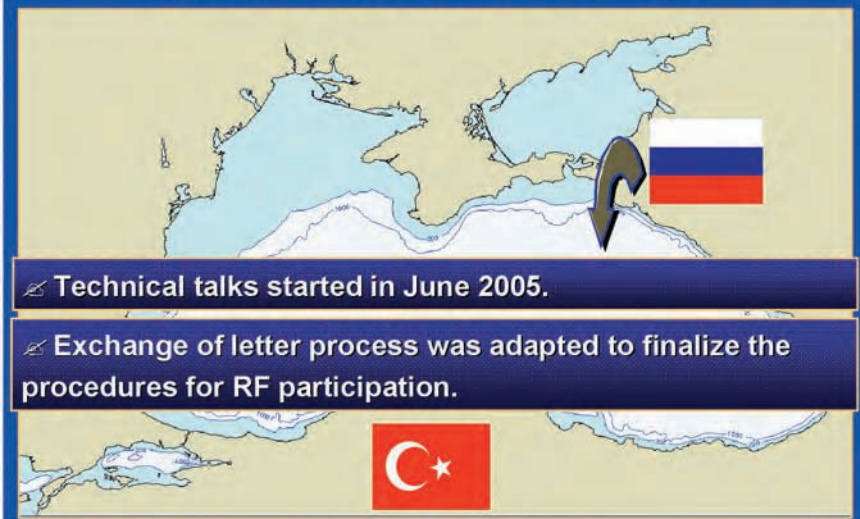 ✍ Technical talks started in June 2005.
✍ Exchange of letter process was adapted to finalize the
procedures for RF participation.